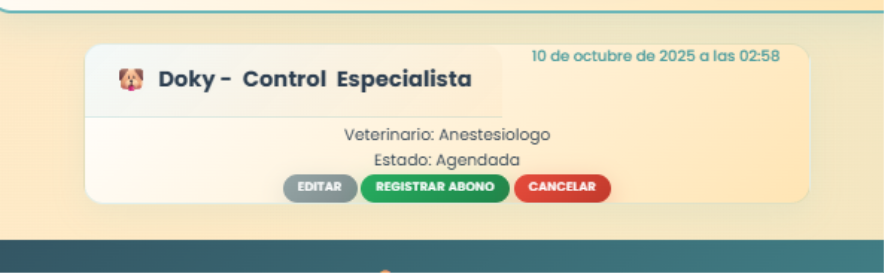 Doky - Control Especialista
10 de octubre de 2025 a las 02:58
Veterinario: Anestesiologo
Estado: Agendada
EDITAR REGISTRAR ABONO CANCELAR